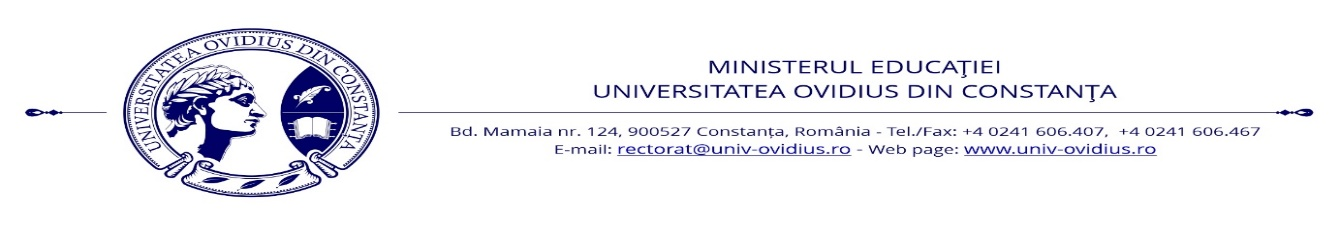 UNIVERSITATEA OVIDIUS DIN CONSTANȚA
MINISTERUL EDUCAŢIEI
UNIVERSITATEA OVIDIUS DIN CONSTANŢA
Bd. Mamaia nr. 124, 900527 Constanța, România - Tel./Fax: +4 0241 606.407, +4 0241 606.467
E-mail: rectorat@univ-ovidius.ro - Web page: www.univ-ovidius.ro